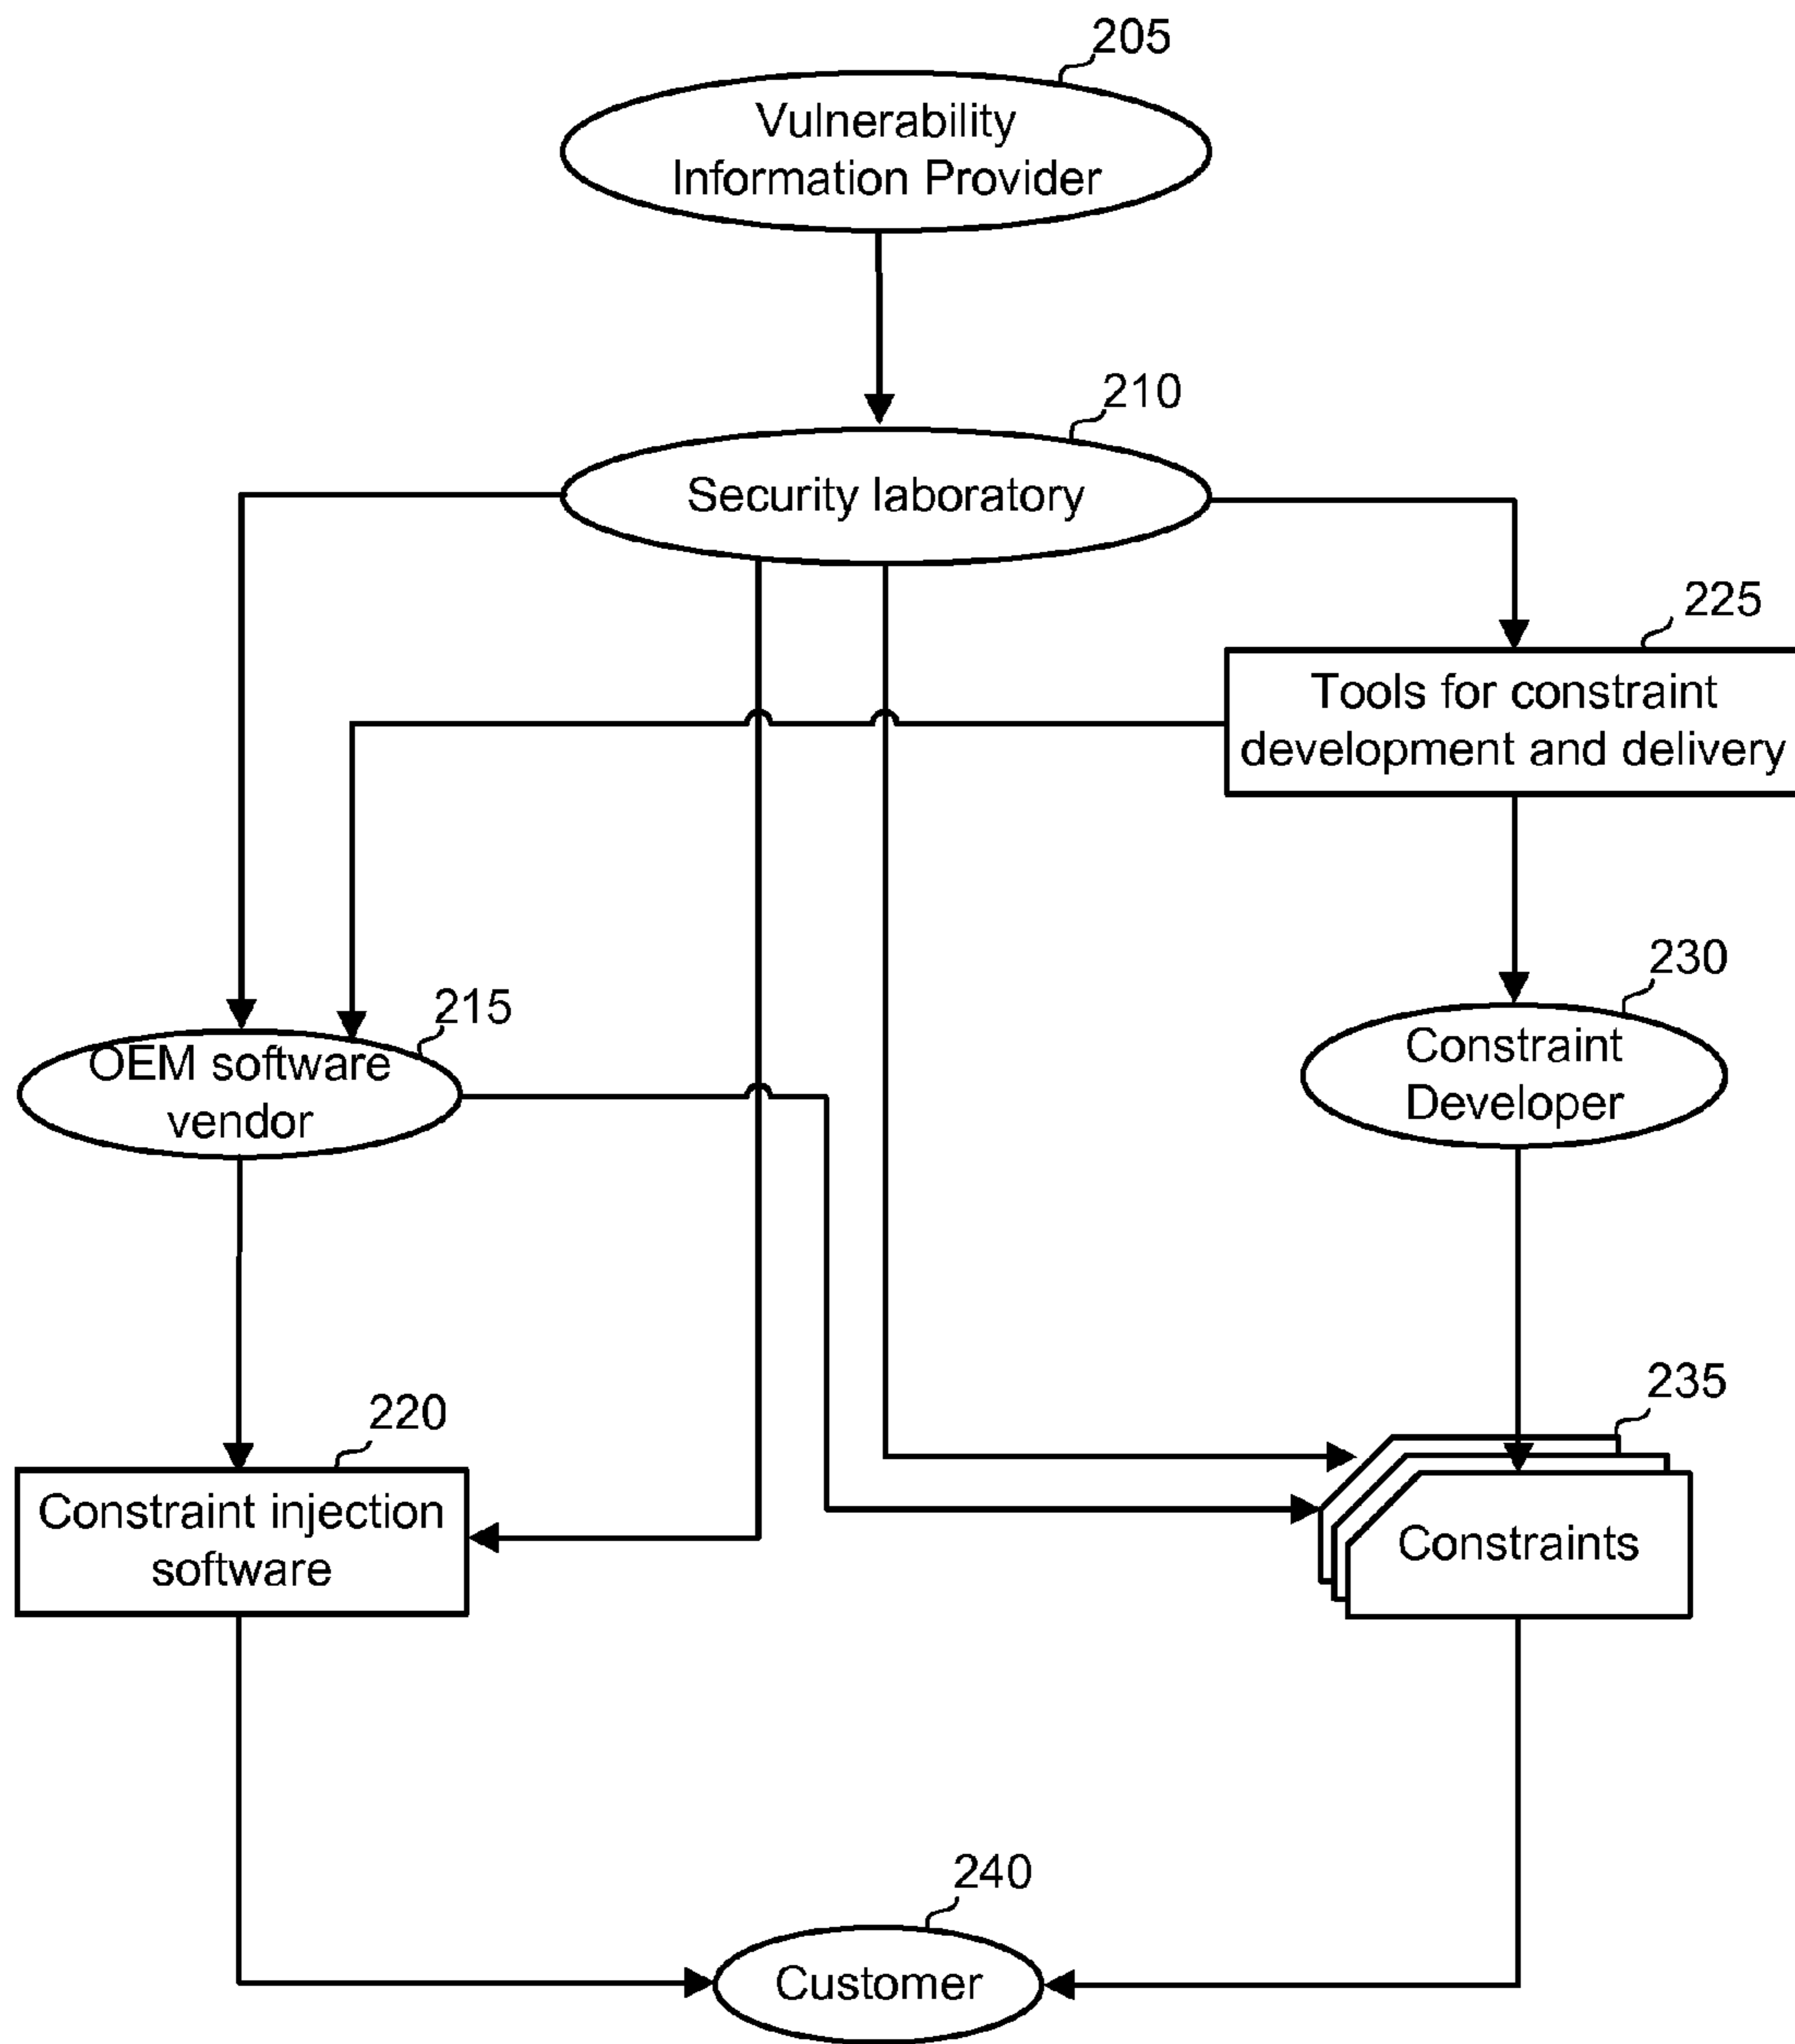 205
Vulnerability
Information Provider
210
Security laboratory
225
Tools for constraint
development and delivery
215
OEM software
vendor
230
Constraint
Developer
220
Constraint injection
software
235
Constraints
240
Customer